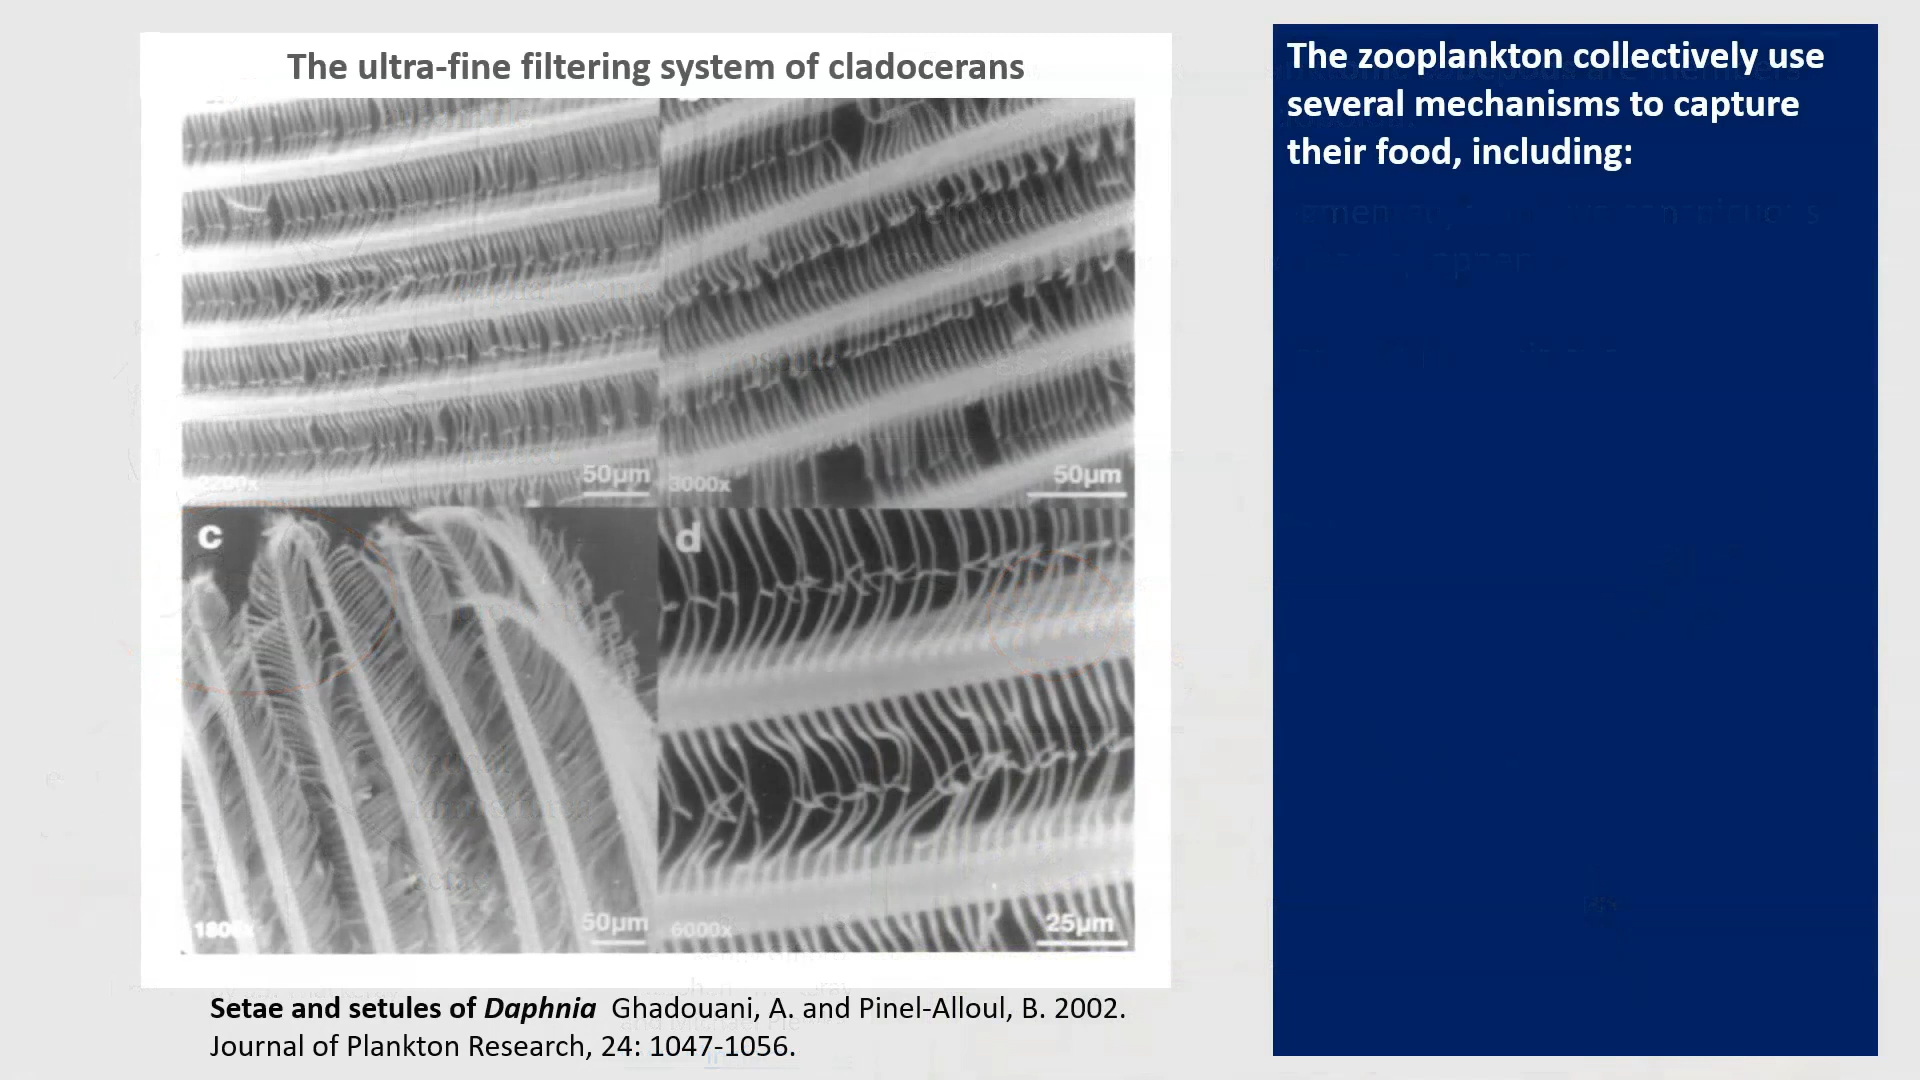 The ultra-fine filtering system of cladocerans
2200x
50µm
3000x
50µm
c
d
50µm
6000x
25µm
Setae and setules of Daphnia Ghadouani, A. and Pinel-Alloul, B. 2002.
Journal of Plankton Research, 24: 1047-1056.
The zooplankton collectively use
several mechanisms to capture
their food, including: